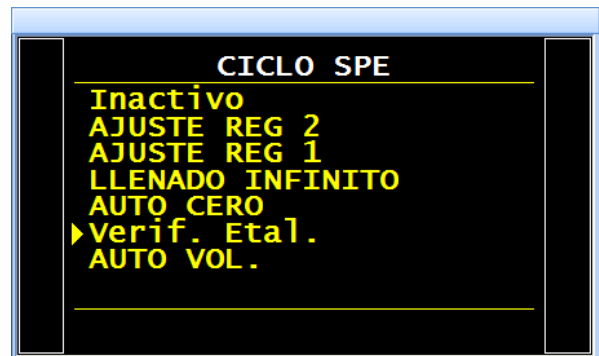 CICLO SPE
Inactivo
AJUSTE REG 2
AJUSTE REG 1
LLENADO INFINITO
AUTO CERO
Verif. Etal.
AUTO VOL.